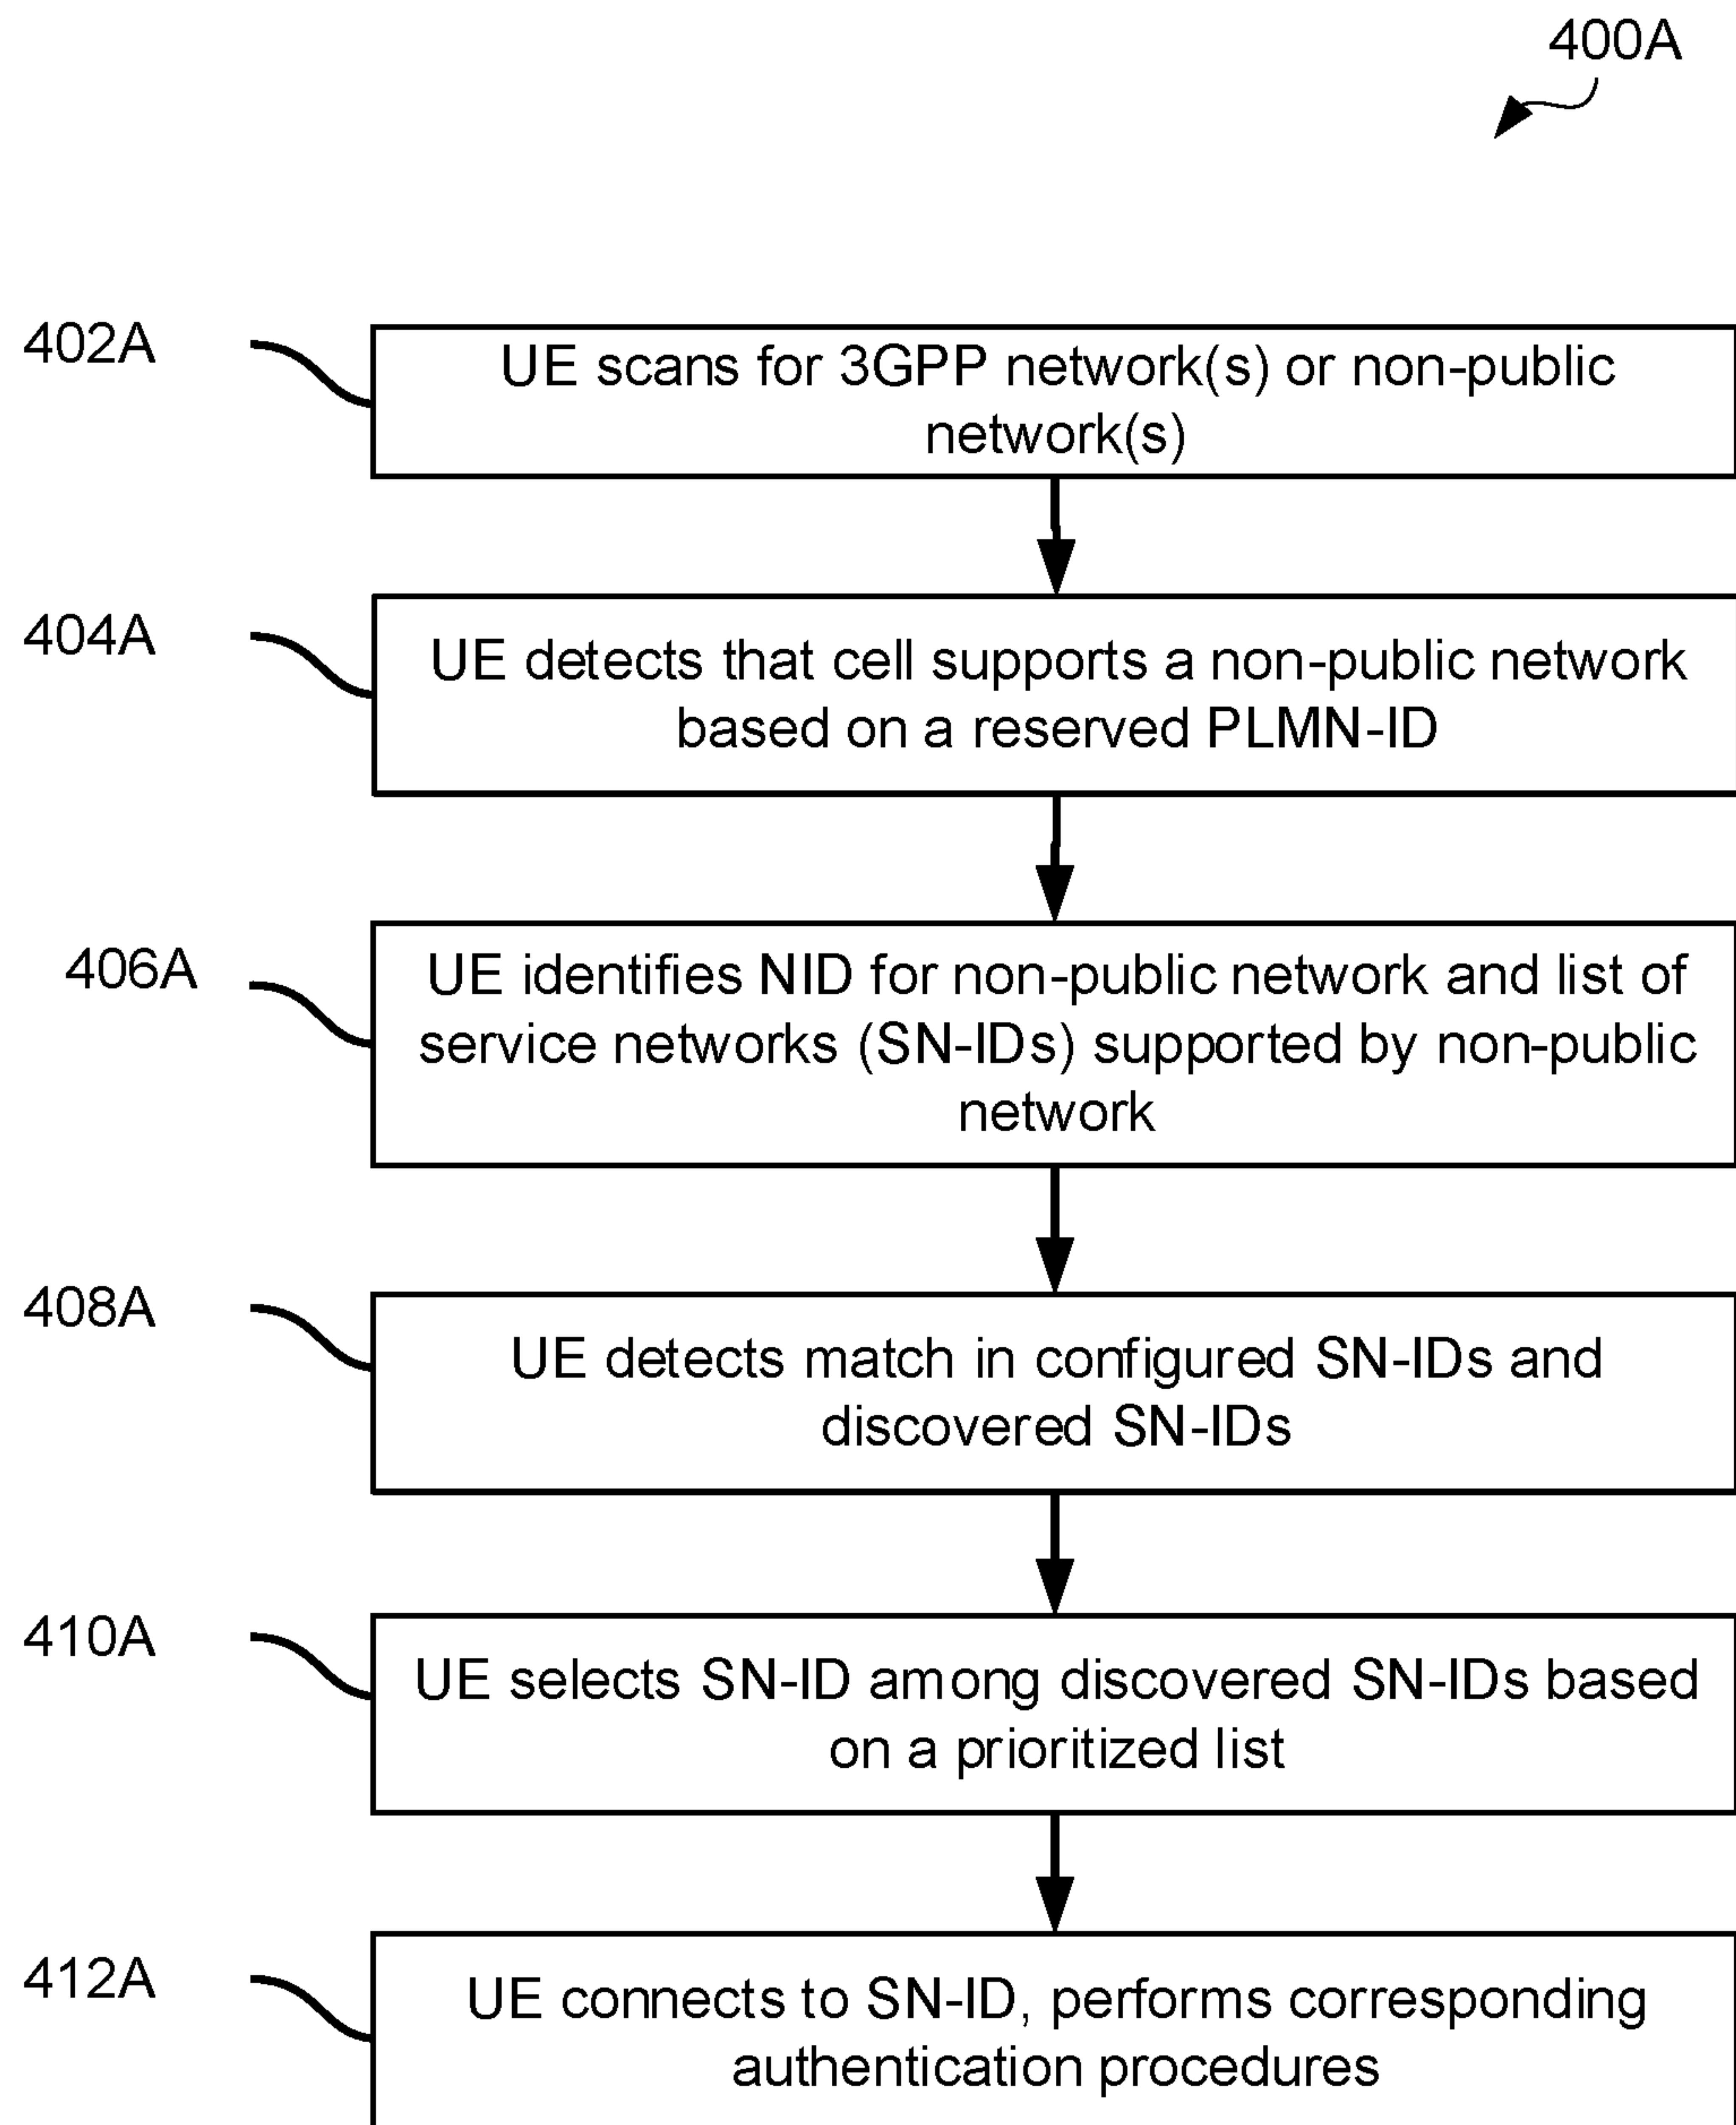 400A
402A
UE scans for 3GPP network(s) or non-public
network(s)
404A
UE detects that cell supports a non-public network
based on a reserved PLMN-ID
406A
UE identifies NID for non-public network and list of
service networks (SN-IDs) supported by non-public
network
408A
UE detects match in configured SN-IDs and
discovered SN-IDs
410A
UE selects SN-ID among discovered SN-IDs based
on a prioritized list
412A
UE connects to SN-ID, performs corresponding
authentication procedures